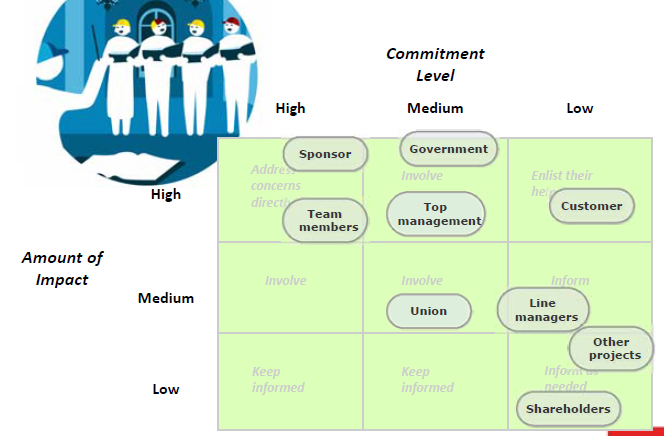 Commitment
Level
High
Medium
Low
Sponsor
Government
Address
concerns
directly
Involve
Enlist their
High
Team
members
Top
management
Customer
Amount of
Impact
Involve
Involve
Inform
Medium
Union
Line
managers
Other
projects
Keep
informed
Keep
informed
Inform as
needed
Low
Shareholders